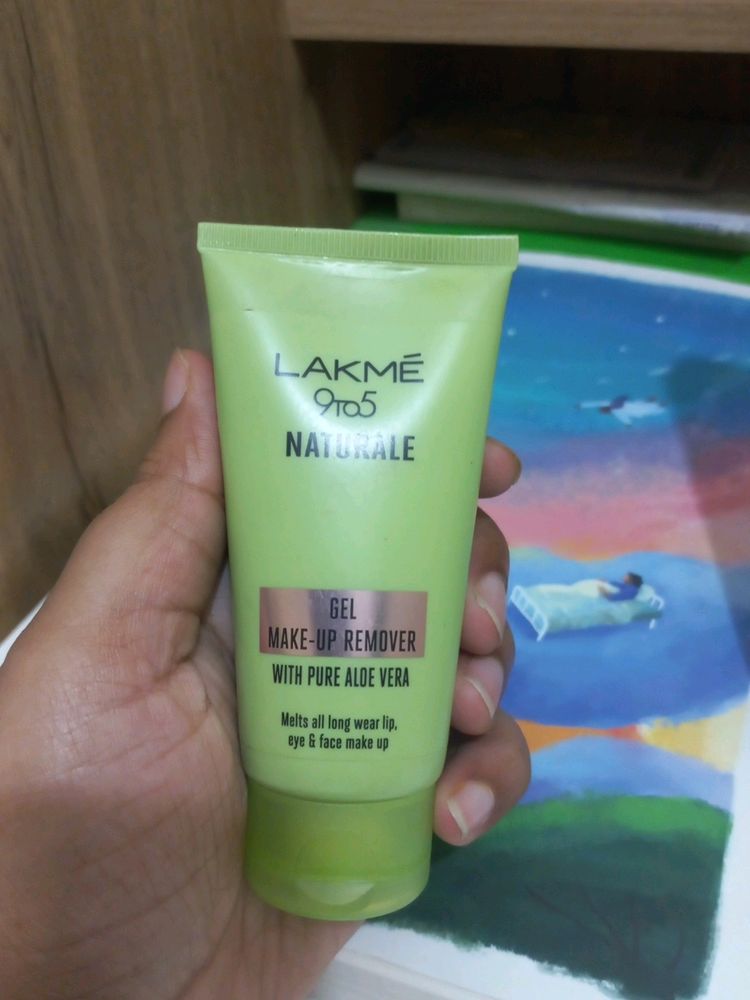 LAKMÉ
9TO5
NATURALE
GEL
MAKE-UP REMOVER
WITH PURE ALOE VERA
Melts all long wear lip,
eye & face make up